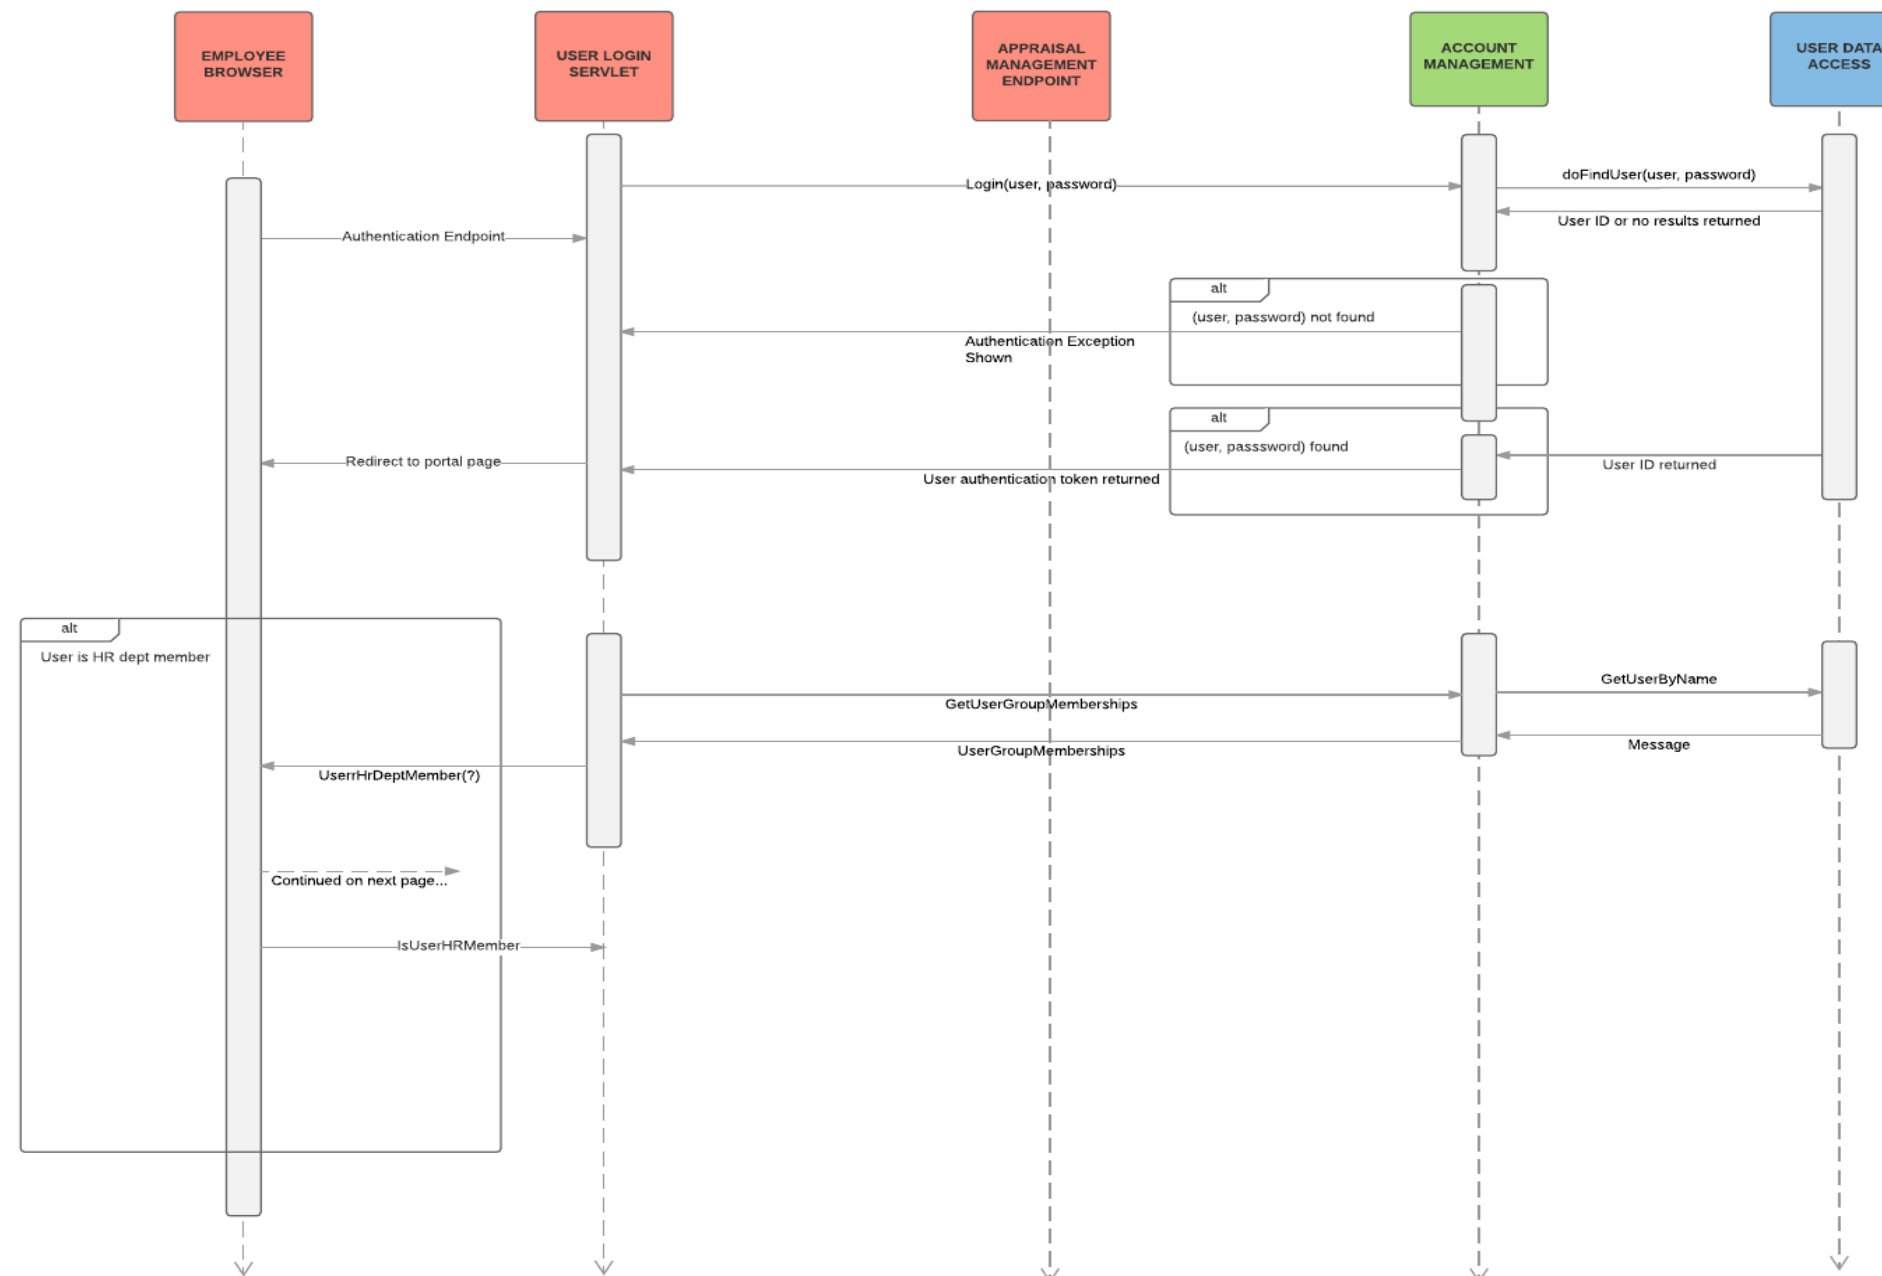 EMPLOYEE
BROWSER
USER LOGIN
SERVLET
APPRAISAL
MANAGEMENT
ENDPOINT
ACCOUNT
MANAGEMENT
USER DATA
ACCESS
Login(user, password)
doFindUser(user, password)
User ID or no results returned
Authentication Endpoint
alt
(user, password) not found
Authentication Exception
Shown
alt
(user, passsword) found
Redirect to portal page
User ID returned
User authentication token returned
alt
User is HR dept member
GetUserByName
GetUserGroupMemberships
Message
UserGroupMemberships
UserrHrDeptMember(?)
Continued on next page...
IsUserHRMember